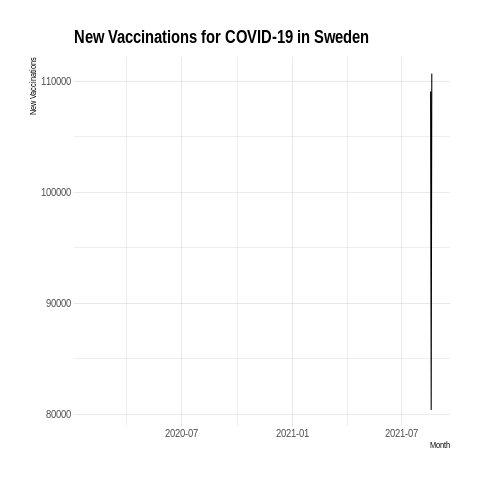 New Vaccinations for COVID-19 in Sweden
New Vaccinations
110000
100000
90000
80000
2020-07
2021-01
2021-07
Month